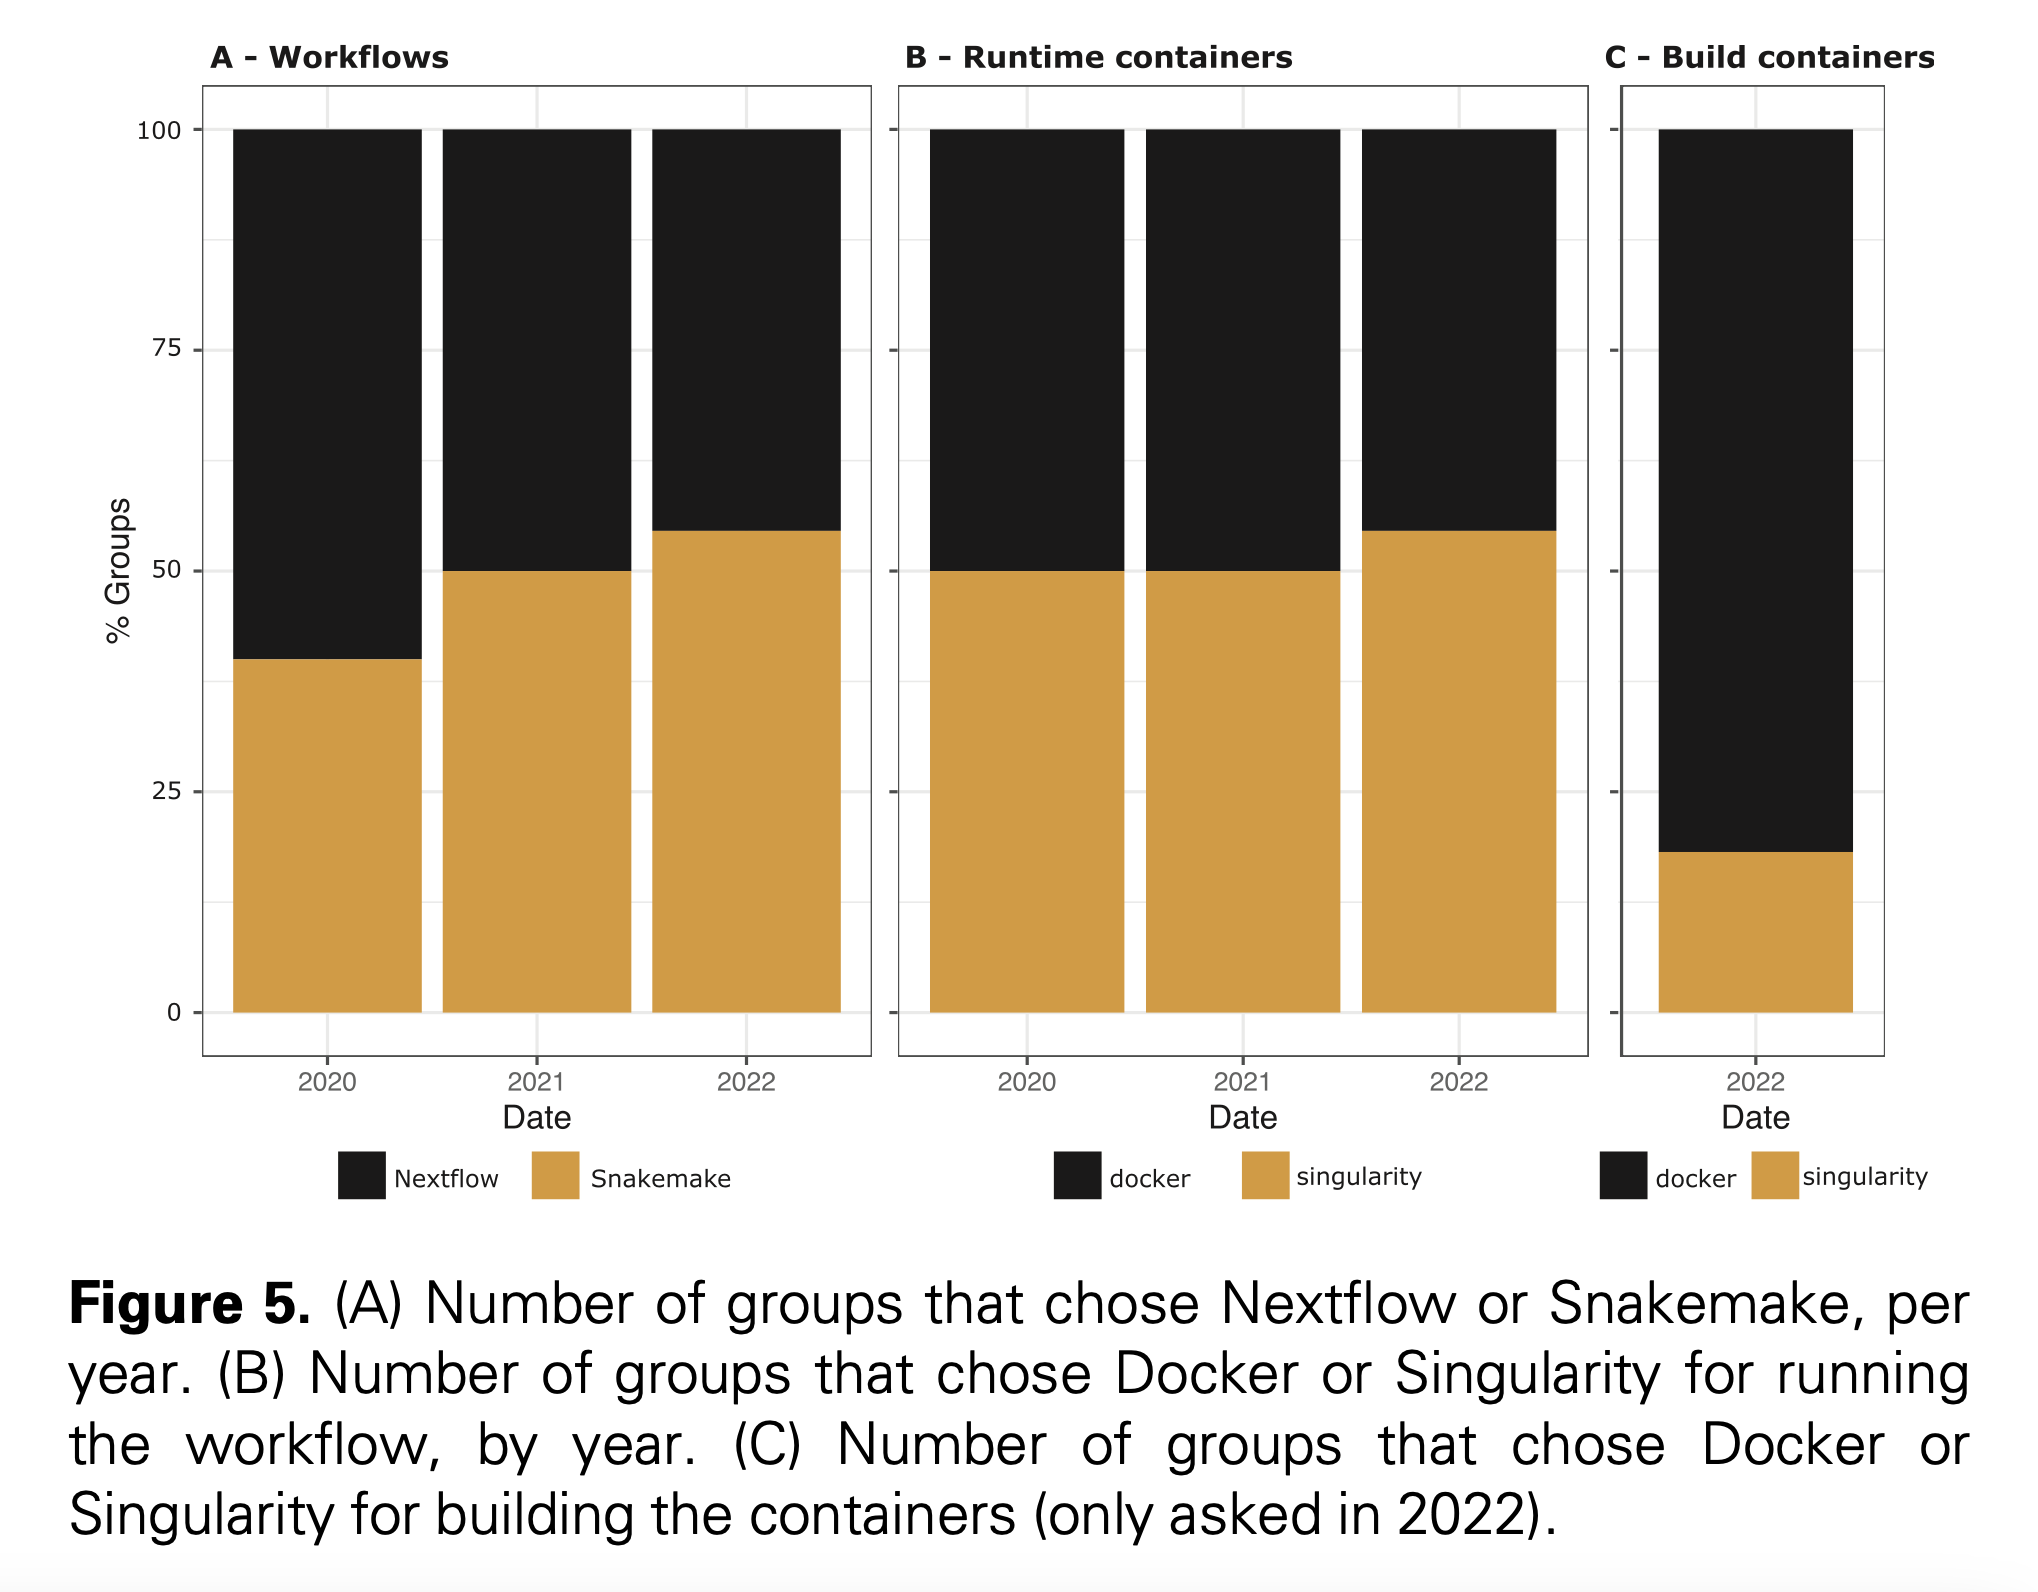 A - Workflows
B - Runtime containers
C - Build containers
100
75
50
25
0
% Groups
2020
2021
2022
2020
2021
2022
2022
Date
Date
Date
Nextflow
Snakemake
docker
singularity
docker
singularity
Figure 5. (A) Number of groups that chose Nextflow or Snakemake, per
year. (B) Number of groups that chose Docker or Singularity for running
the workflow, by year. (C) Number of groups that chose Docker or
Singularity for building the containers (only asked in 2022).